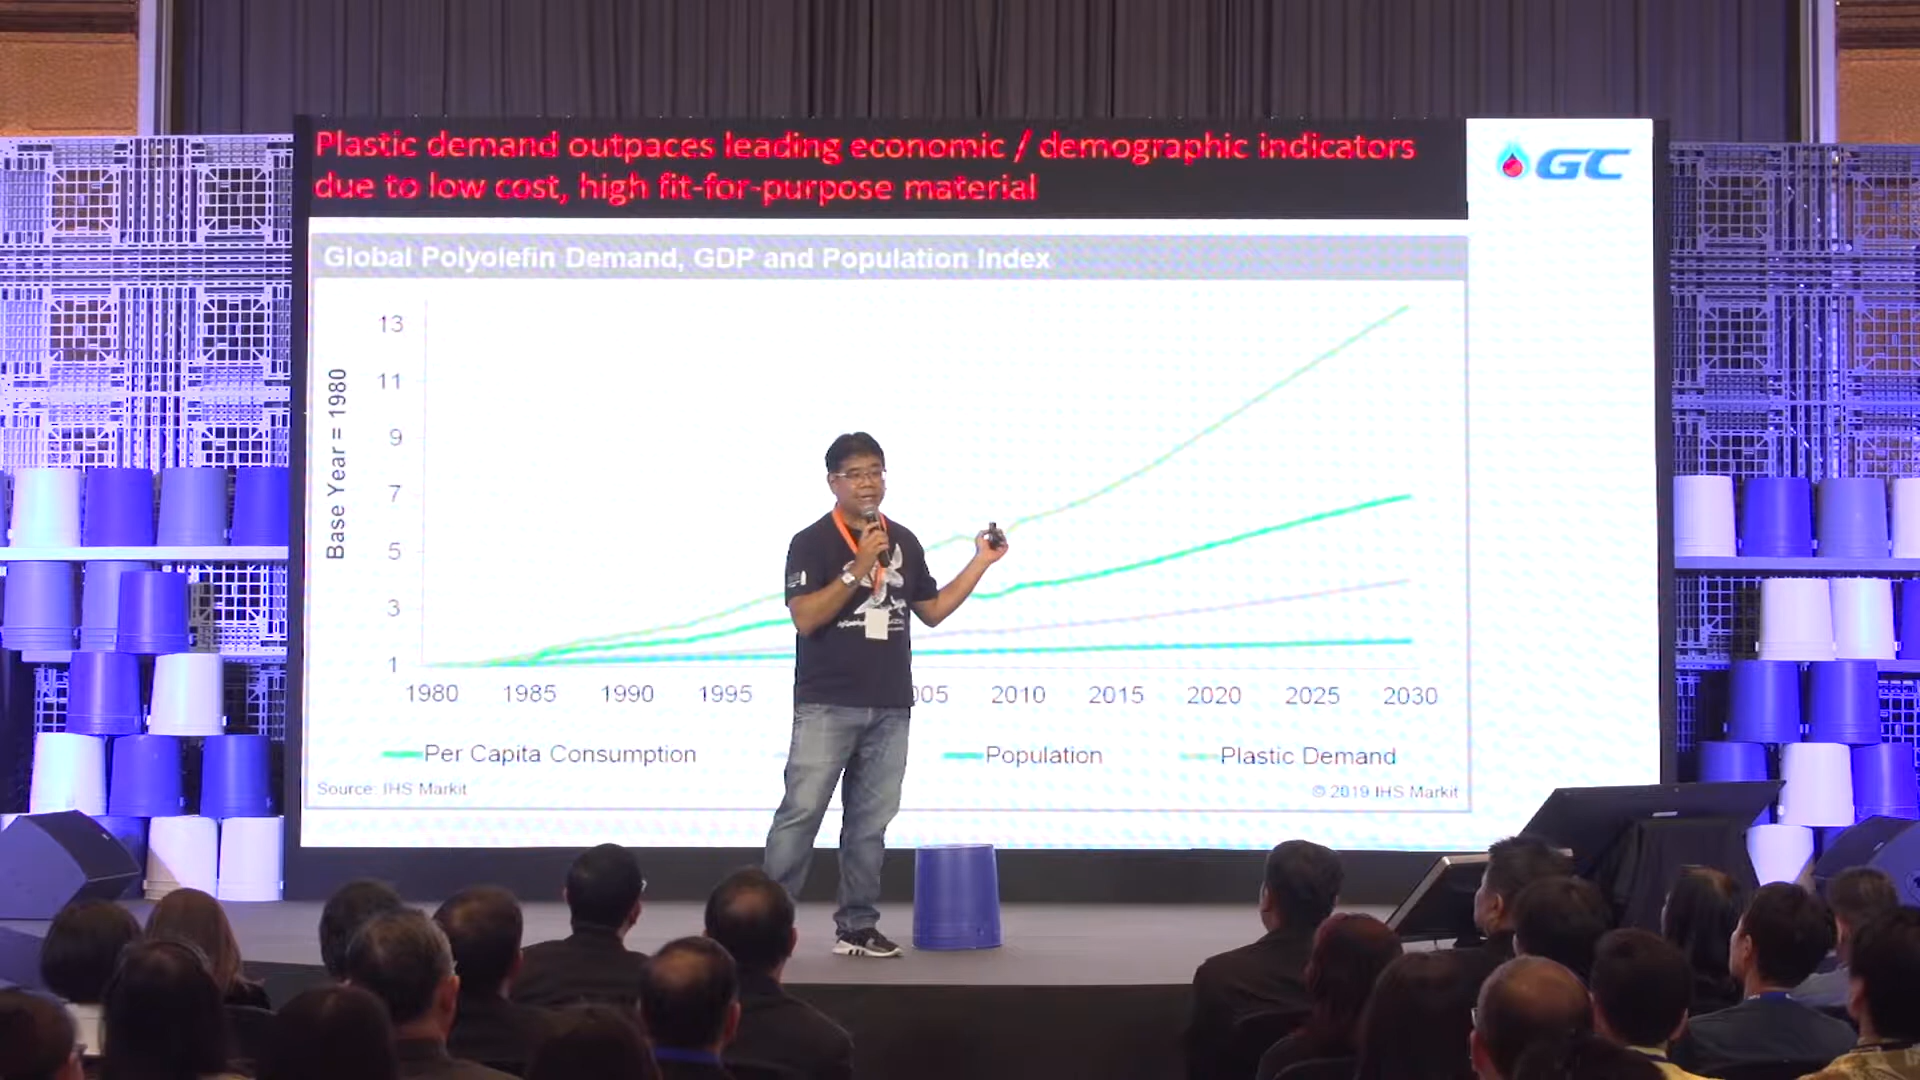 Plastic demand outpaces leading economic / demographic indicators
due to low cost, high fit-for-purpose material
GC
Global Polyolefin Demand, GDP and Population Index
Base Year = 1980
13
11
9
7
5
3
1
1980 1985 1990 1995 005 2010 2015 2020 2025 2030
Per Capita Consumption Population Plastic Demand
Source: IHS Markit © 2019 IHS Markit